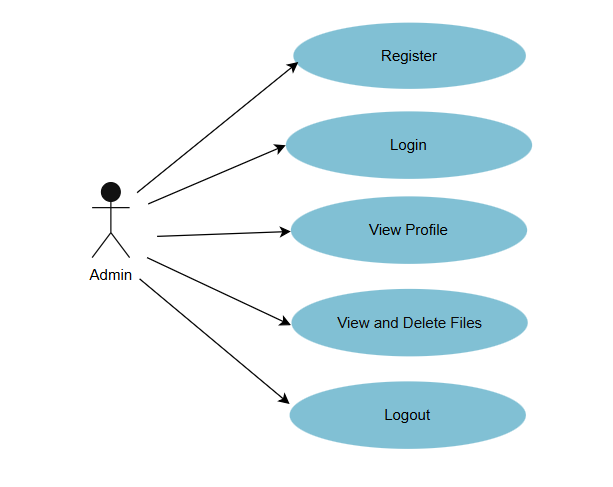 Register
Login
View Profile
Admin
View and Delete Files
Logout